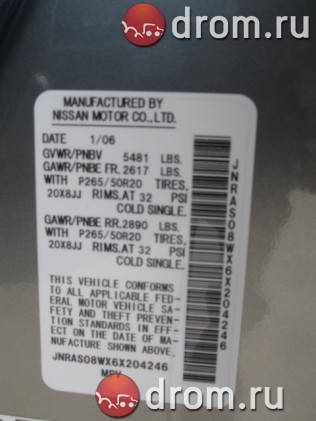 drom.ru
MANUFACTURED BY
NISSAN MOTOR CO., LTD.
DATE 1/06
GVWR/PNBV 5481 LBS.
GAWR/PNBE FR. 2617 LBS.
WITH P265/50R20 TIRES,
20X8JJ RIMS, AT 32 PSI
COLD SINGLE.
GAWR/PNBE RR. 2890 LBS.
WITH P265/50R20 TIRES,
20X8JJ RIMS, AT 32 PSI
COLD SINGLE.
THIS VEHICLE CONFORMS
TO ALL APPLICABLE FED-
ERAL MOTOR VEHICLE SA-
FETY AND THEFT PREVEN-
TION STANDARDS IN EFFECT
ON THE DATE OF MA-
NUFACTURE SHOWN ABOVE.
JNRAS08WX6X204246
MPV
JNRAS08WX6X204246
drom.ru